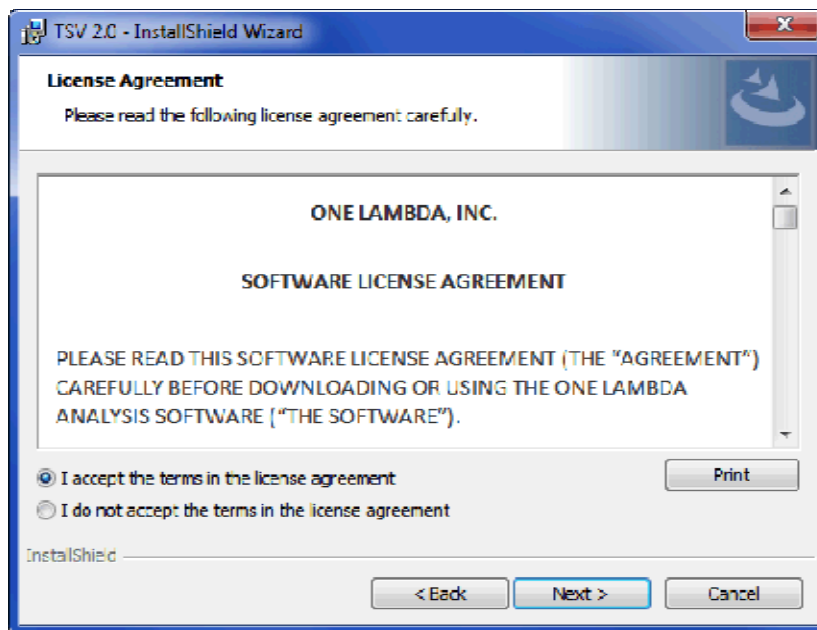 TSV 2.0 - InstallShield Wizard
License Agreement
Please read the following license agreement carefully.
ONE LAMBDA, INC.
SOFTWARE LICENSE AGREEMENT
PLEASE READ THIS SOFTWARE LICENSE AGREEMENT (THE “AGREEMENT”)
CAREFULLY BEFORE DOWNLOADING OR USING THE ONE LAMBDA
ANALYSIS SOFTWARE (“THE SOFTWARE”).
I accept the terms in the license agreement
Print
I do not accept the terms in the license agreement
InstallShield
< Back
Next >
Cancel